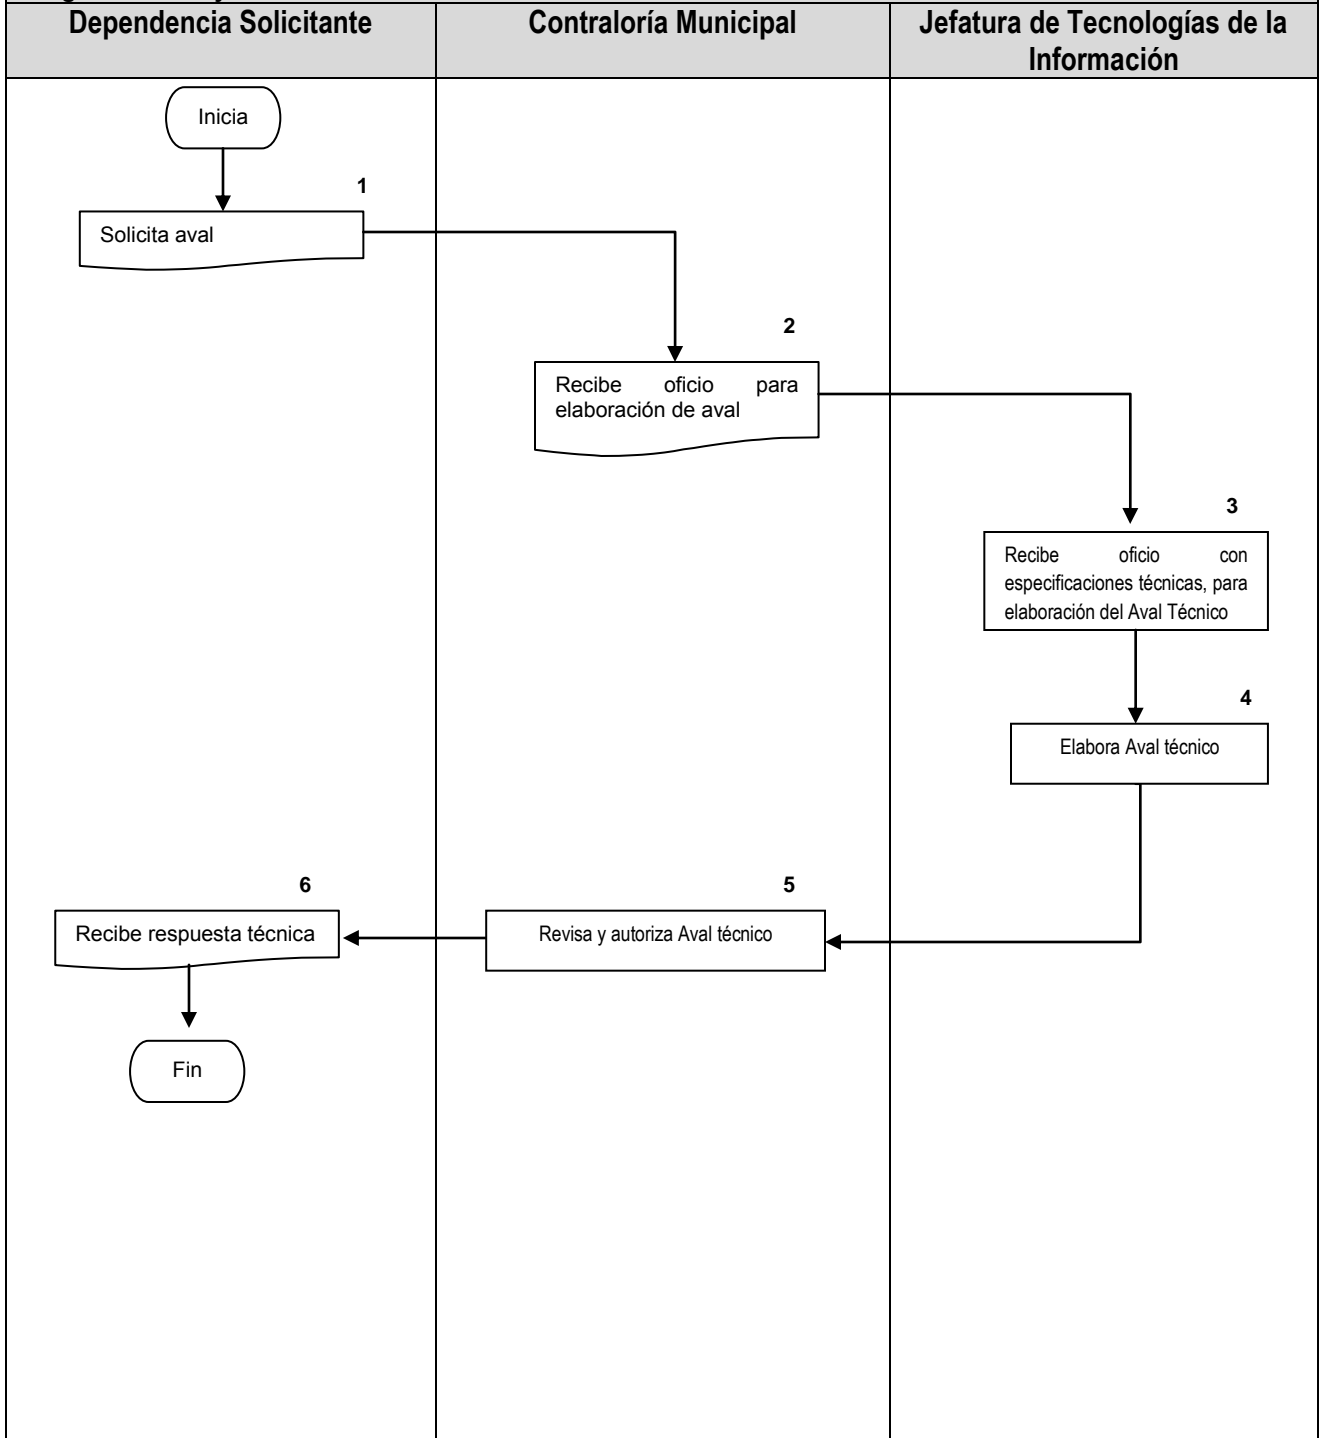 Dependencia Solicitante
Contraloría Municipal
Jefatura de Tecnologías de la
Información
Inicia
1
Solicita aval
2
Recibe oficio para
elaboración de aval
3
Recibe oficio con
especificaciones técnicas, para
elaboración del Aval Técnico
4
Elabora Aval técnico
6
Recibe respuesta técnica
5
Revisa y autoriza Aval técnico
Fin